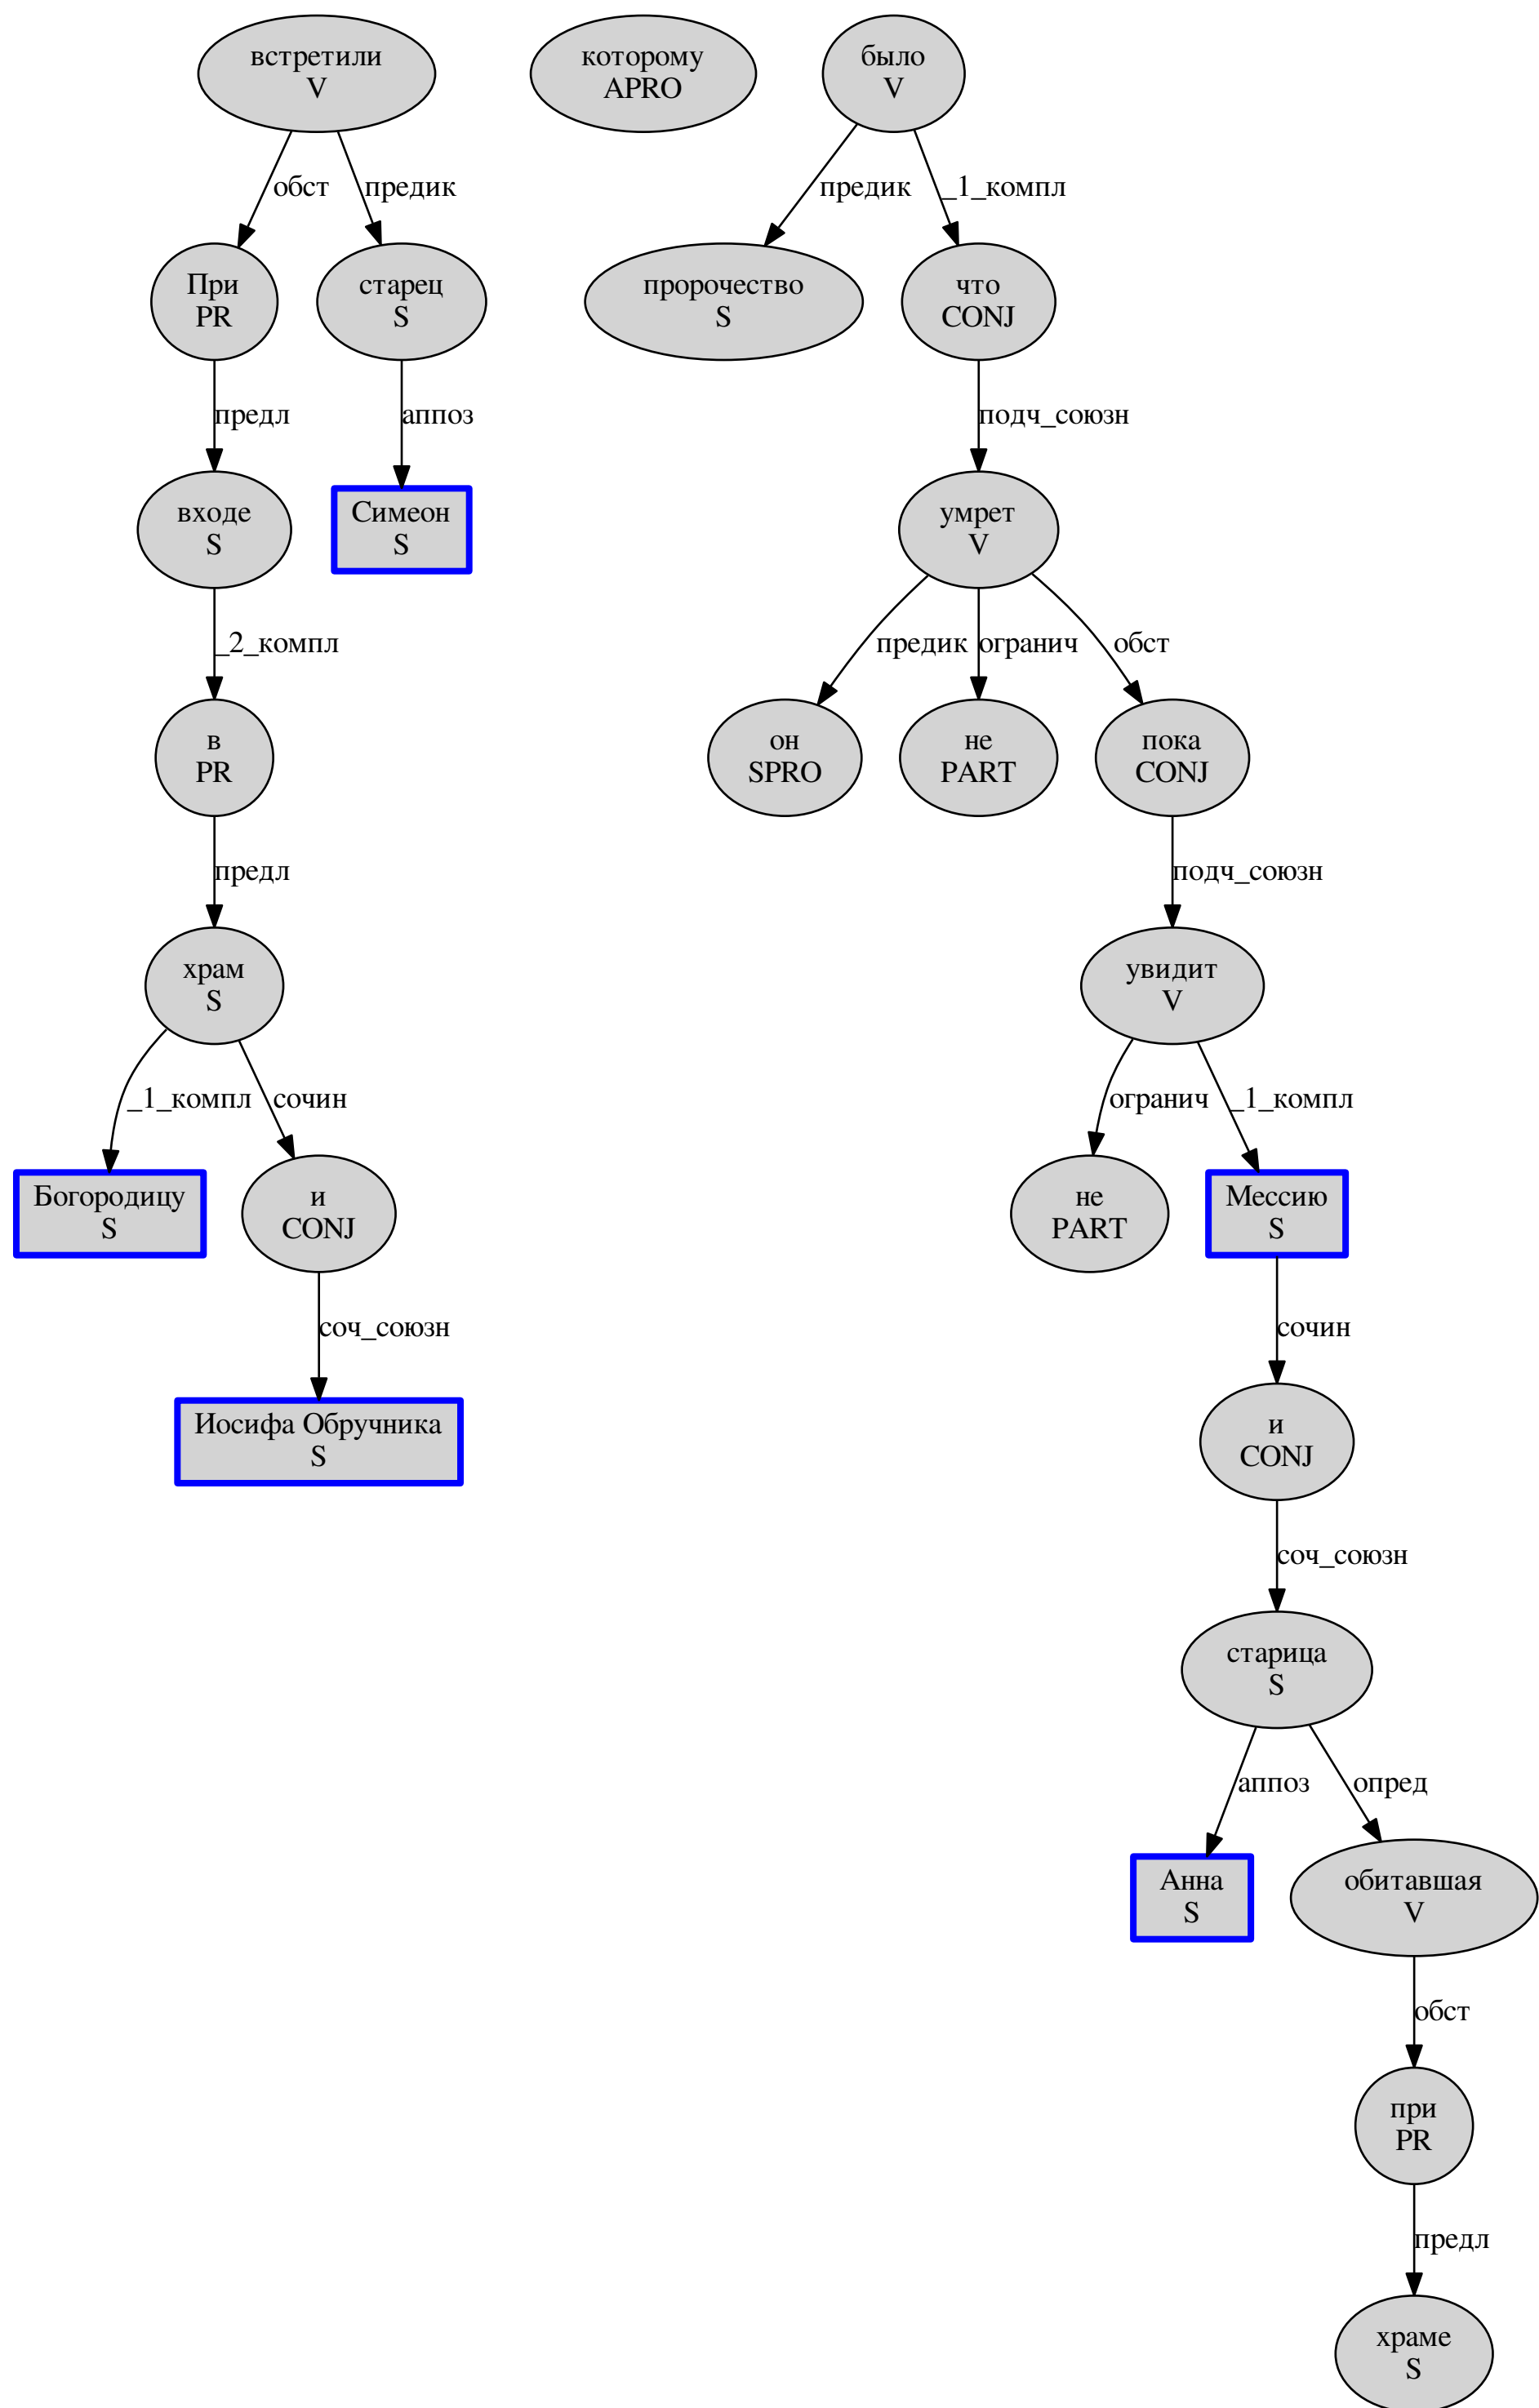 встретили
V
которому
APRO
было
V
обст
предик
предик
_1_компл
При
PR
старец
S
пророчество
S
что
CONJ
предл
аппоз
подч_союзн
входе
S
Симеон
S
умрет
V
_2_компл
предик
огранич
обст
в
PR
он
SPRO
не
PART
пока
CONJ
предл
подч_союзн
храм
S
увидит
V
_1_компл
сочин
огранич
_1_компл
Богородицу
S
и
CONJ
не
PART
Мессию
S
соч_союзн
сочин
Иосифа Обручника
S
и
CONJ
соч_союзн
старица
S
аппоз
опред
Анна
S
обитавшая
V
обст
при
PR
предл
храме
S